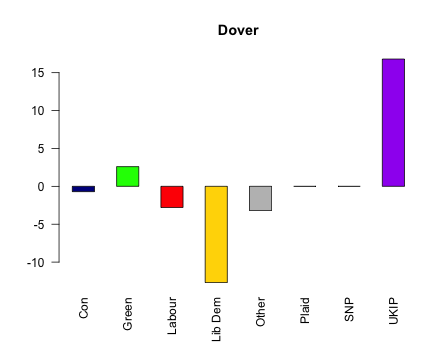 Dover
15
10
5
0
-5
-10
Con
Green
Labour
Lib Dem
Other
Plaid
SNP
UKIP